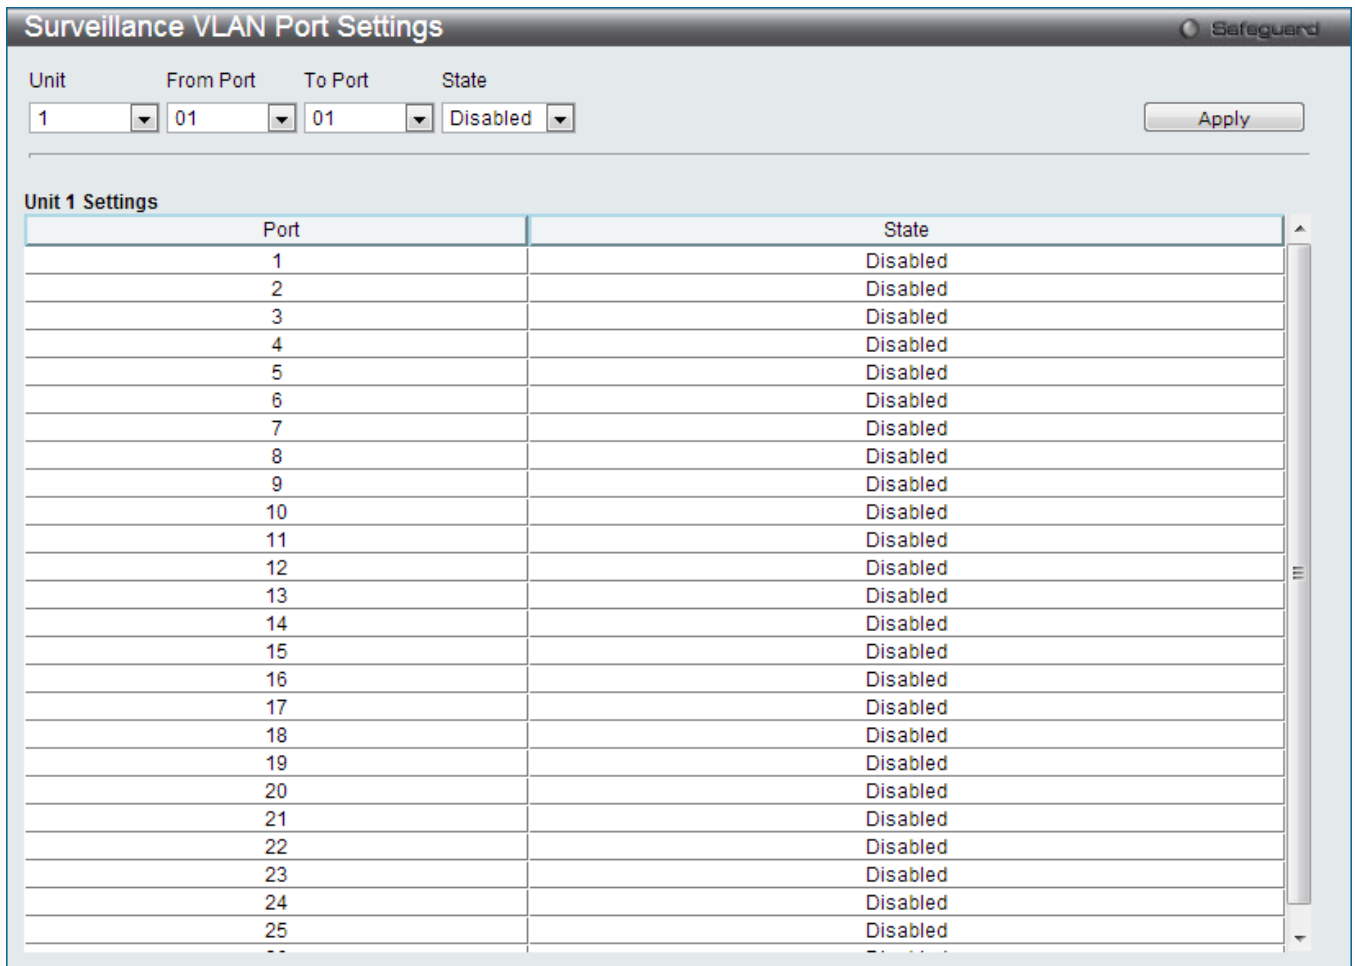 Surveillance VLAN Port Settings
Safeguard
Unit From Port To Port State
1 01 01 Disabled Apply
Unit 1 Settings
Port State
1 Disabled
2 Disabled
3 Disabled
4 Disabled
5 Disabled
6 Disabled
7 Disabled
8 Disabled
9 Disabled
10 Disabled
11 Disabled
12 Disabled
13 Disabled
14 Disabled
15 Disabled
16 Disabled
17 Disabled
18 Disabled
19 Disabled
20 Disabled
21 Disabled
22 Disabled
23 Disabled
24 Disabled
25 Disabled